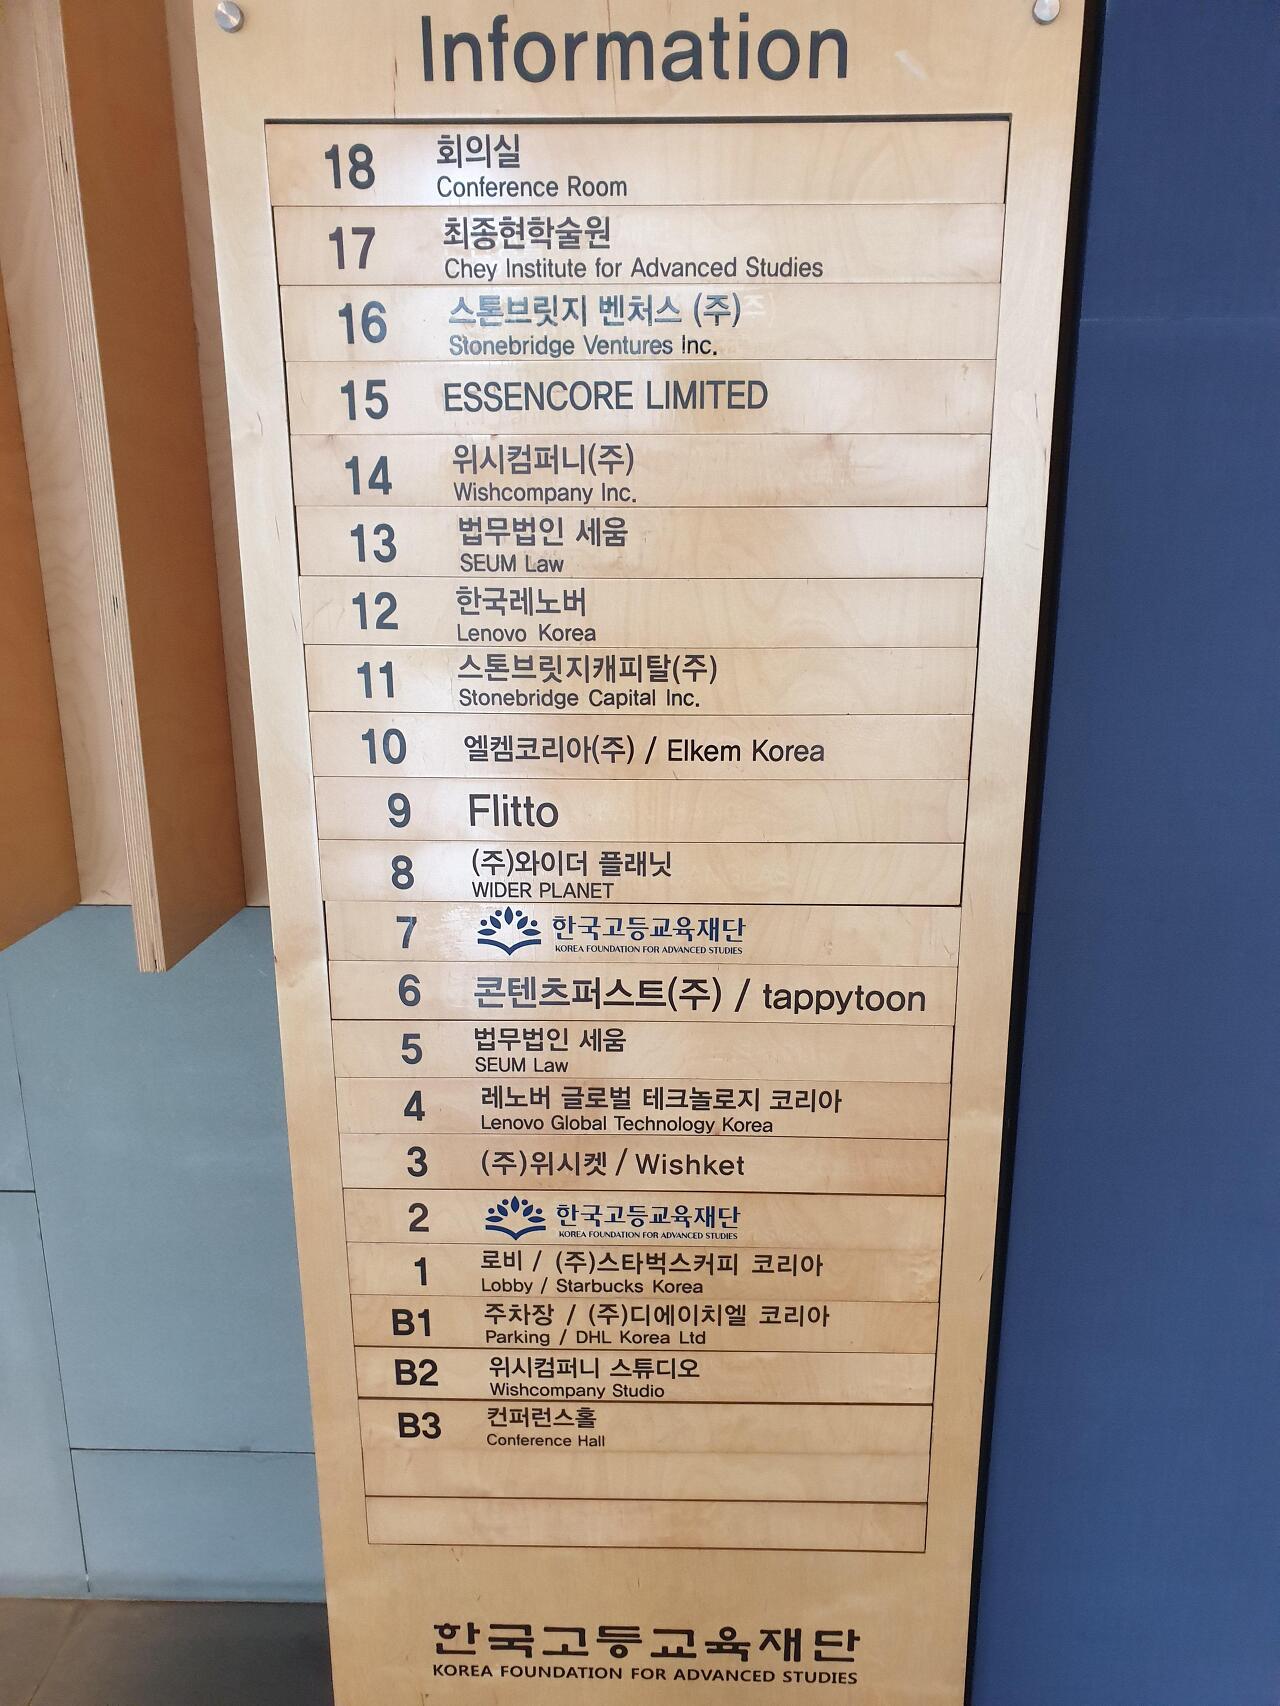 Information
18 회의실
Conference Room
17 최종현학술원
Chey Institute for Advanced Studies
16 스톤브릿지 벤처스 (주)
Stonebridge Ventures Inc.
15 ESSENCORE LIMITED
14 위시컴퍼니(주)
Wishcompany Inc.
13 법무법인 세움
SEUM Law
12 한국레노버
Lenovo Korea
11 스톤브릿지캐피탈(주)
Stonebridge Capital Inc.
10 엘켐코리아(주) / Elkem Korea
9 Flitto
8 (주)와이더 플래닛
WIDER PLANET
7 한국고등교육재단
KOREA FOUNDATION FOR ADVANCED STUDIES
6 콘텐츠퍼스트(주) / tappytoon
5 법무법인 세움
SEUM Law
4 레노버 글로벌 테크놀로지 코리아
Lenovo Global Technology Korea
3 (주)위시켓 / Wishket
2 한국고등교육재단
KOREA FOUNDATION FOR ADVANCED STUDIES
1 로비 / (주)스타벅스커피 코리아
Lobby / Starbucks Korea
B1 주차장 / (주)디에이치엘 코리아
Parking / DHL Korea Ltd
B2 위시컴퍼니 스튜디오
Wishcompany Studio
B3 컨퍼런스홀
Conference Hall
한국고등교육재단
KOREA FOUNDATION FOR ADVANCED STUDIES